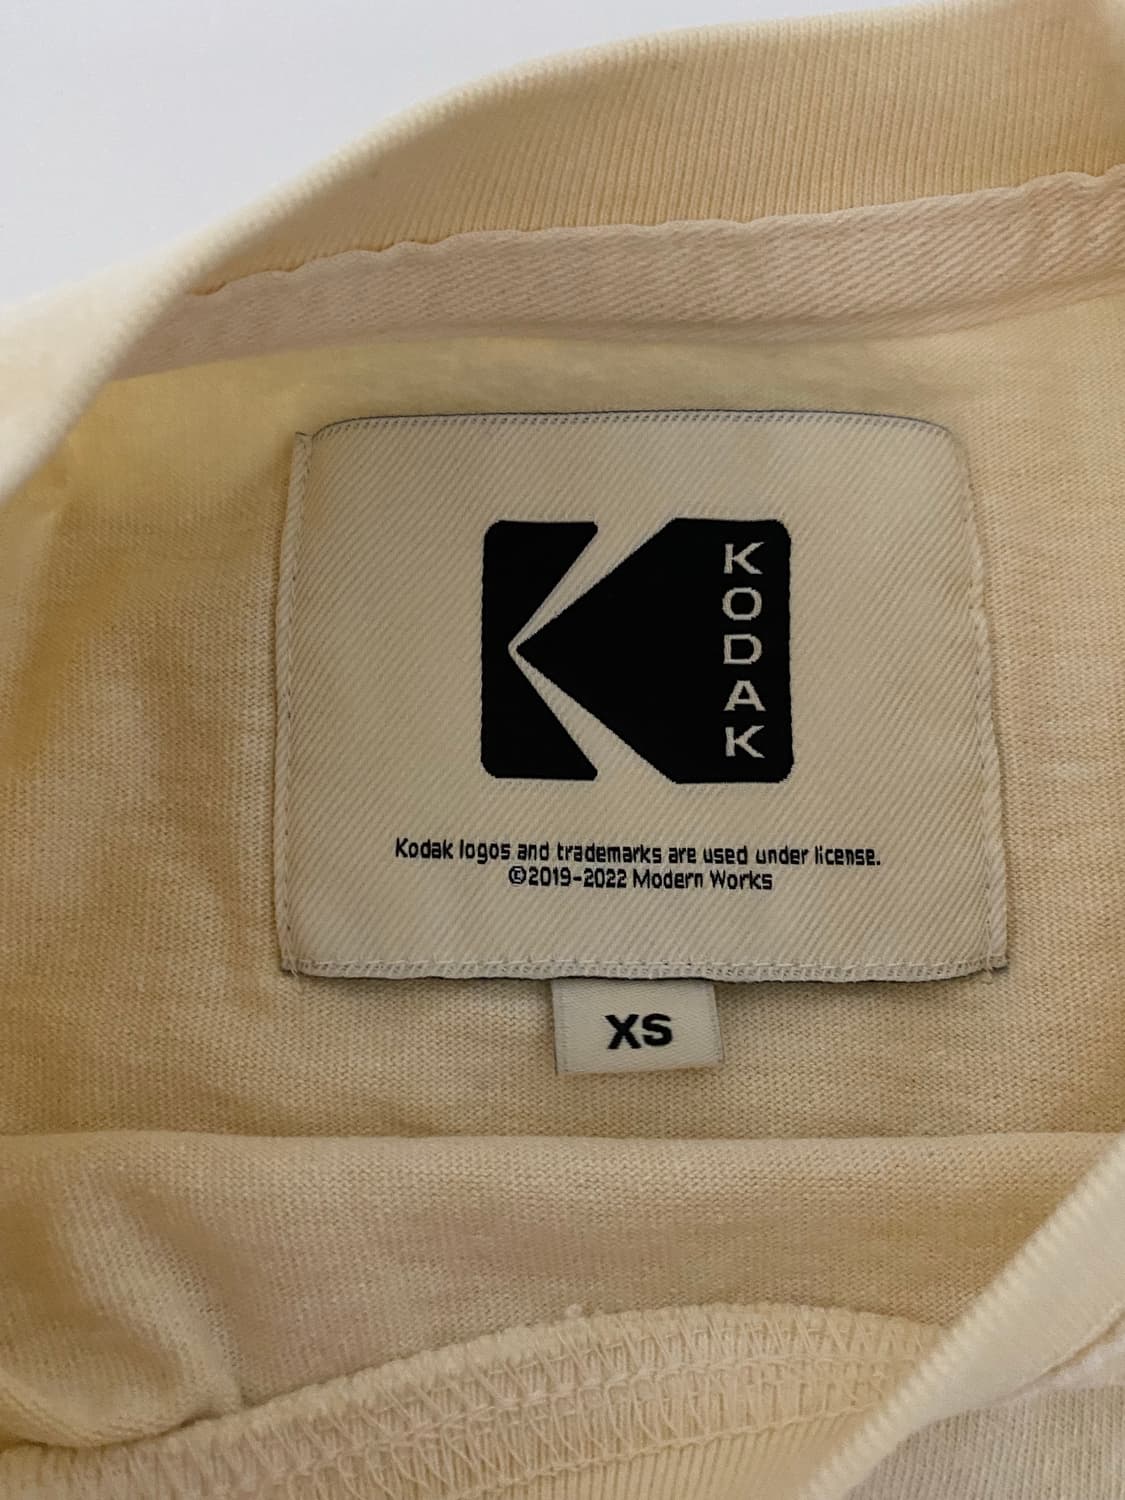 KODAK
Kodak logos and trademarks are used under license.
©2019-2022 Modern Works
XS